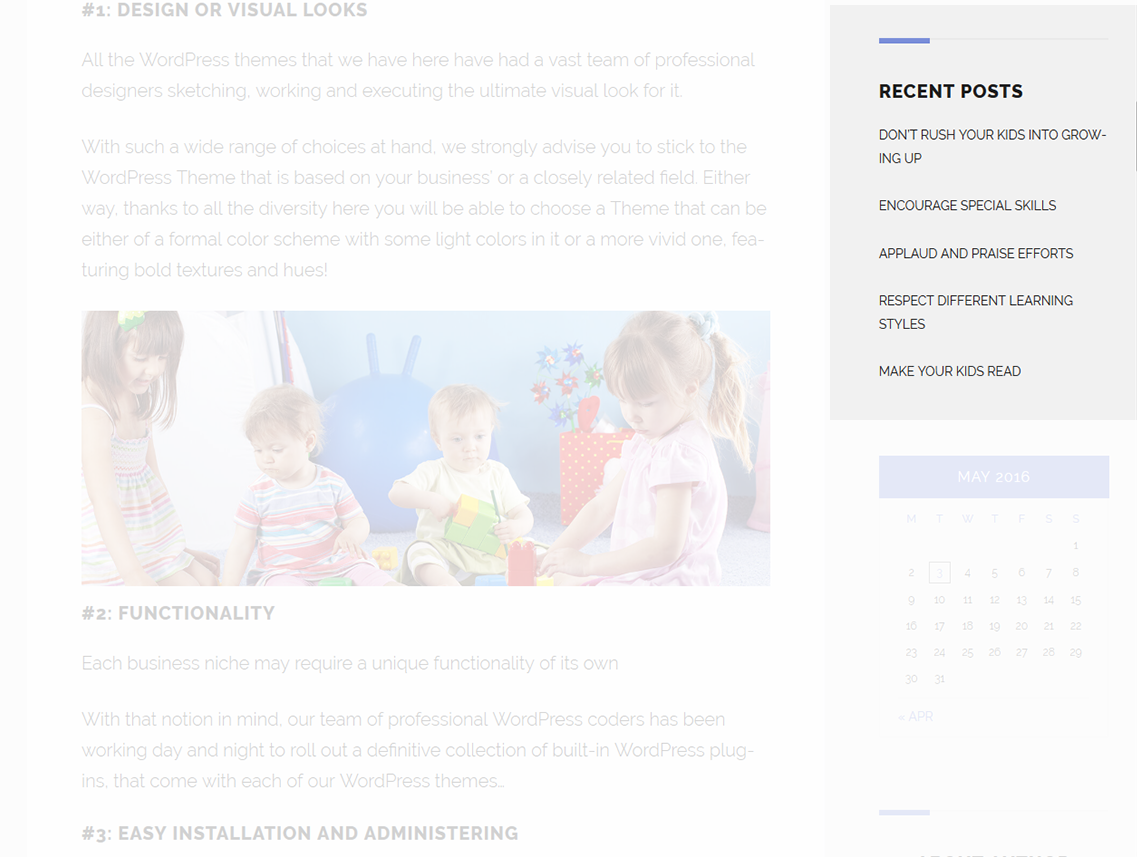 #1: DESIGN OR VISUAL LOOKS
All the WordPress themes that we have here have had a vast team of professional
designers sketching, working and executing the ultimate visual look for it.
With such a wide range of choices at hand, we strongly advise you to stick to the
WordPress Theme that is based on your business' or a closely related field. Either
way, thanks to all the diversity here you will be able to choose a Theme that can be
either of a formal color scheme with some light colors in it or a more vivid one, fea-
turing bold textures and hues!
#2: FUNCTIONALITY
Each business niche may require a unique functionality of its own
With that notion in mind, our team of professional WordPress coders has been
working day and night to roll out a definitive collection of built-in WordPress plug-
ins, that come with each of our WordPress themes...
#3: EASY INSTALLATION AND ADMINISTERING
RECENT POSTS
DON'T RUSH YOUR KIDS INTO GROW-
ING UP
ENCOURAGE SPECIAL SKILLS
APPLAUD AND PRAISE EFFORTS
RESPECT DIFFERENT LEARNING
STYLES
MAKE YOUR KIDS READ
MAY 2016
M T W T F S S
1
2 3 4 5 6 7 8
9 10 11 12 13 14 15
16 17 18 19 20 21 22
23 24 25 26 27 28 29
30 31
« APR